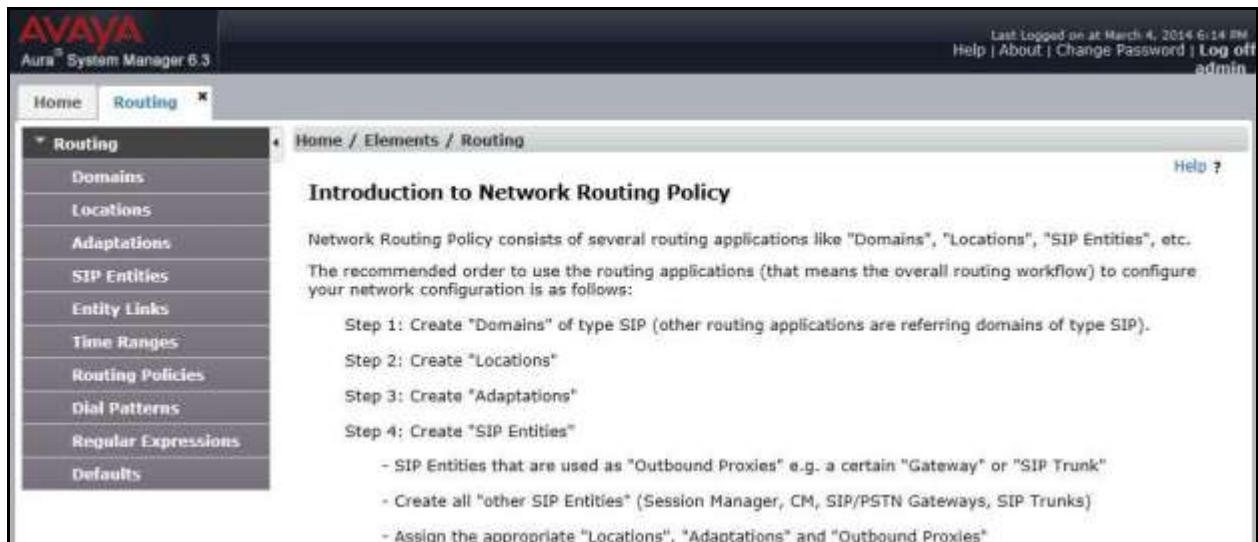 AVAYA
Aura® System Manager 6.3
Last Logged on at March 4, 2014 6:14 PM
Help | About | Change Password | Log off
admin
Home
Routing ×
Routing
Domains
Locations
Adaptations
SIP Entities
Entity Links
Time Ranges
Routing Policies
Dial Patterns
Regular Expressions
Defaults
Home / Elements / Routing
Help ?
Introduction to Network Routing Policy
Network Routing Policy consists of several routing applications like "Domains", "Locations", "SIP Entities", etc.
The recommended order to use the routing applications (that means the overall routing workflow) to configure
your network configuration is as follows:
Step 1: Create "Domains" of type SIP (other routing applications are referring domains of type SIP).
Step 2: Create "Locations"
Step 3: Create "Adaptations"
Step 4: Create "SIP Entities"
- SIP Entities that are used as "Outbound Proxies" e.g. a certain "Gateway" or "SIP Trunk"
- Create all "other SIP Entities" (Session Manager, CM, SIP/PSTN Gateways, SIP Trunks)
- Assign the appropriate "Locations", "Adaptations" and "Outbound Proxies"